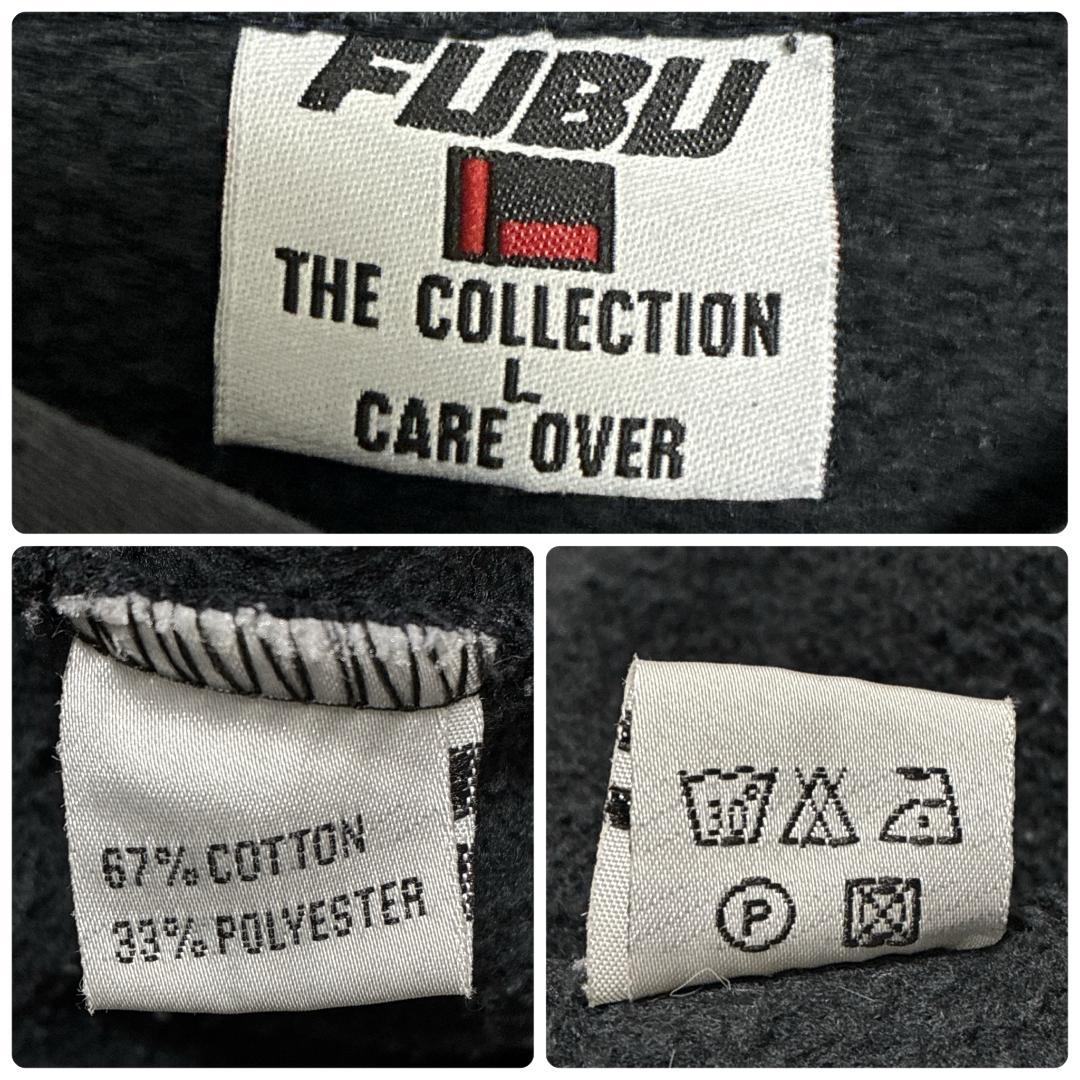 FUBU
THE COLLECTION
L
CARE OVER
67% COTTON
33% POLYESTER
30°
P